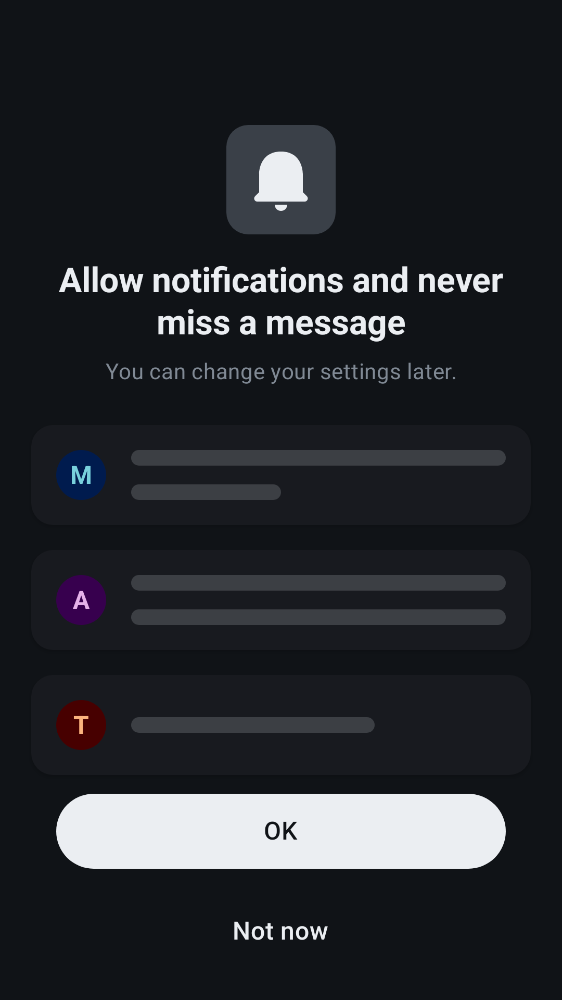 Allow notifications and never
miss a message
You can change your settings later.
M
A
T
OK
Not now